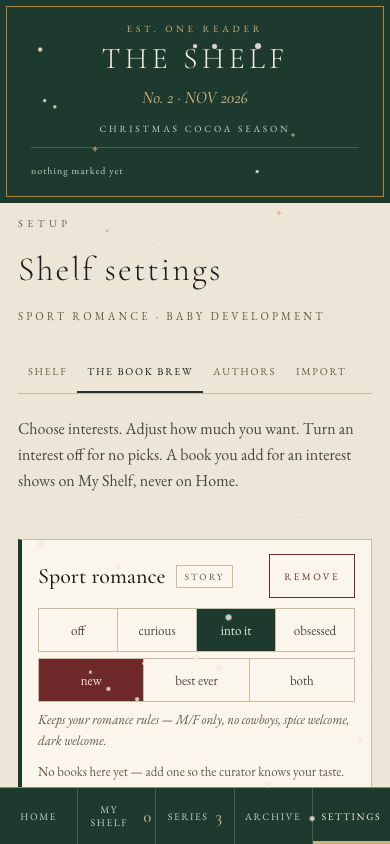 EST. ONE READER
THE SHELF
No. 2 · NOV 2026
CHRISTMAS COCOA SEASON
nothing marked yet
SETUP
Shelf settings
SPORT ROMANCE · BABY DEVELOPMENT
SHELF THE BOOK BREW AUTHORS IMPORT
Choose interests. Adjust how much you want. Turn an
interest off for no picks. A book you add for an interest
shows on My Shelf, never on Home.
Sport romance STORY REMOVE
off curious into it obsessed
new best ever both
Keeps your romance rules — M/F only, no cowboys, spice welcome,
dark welcome.
No books here yet — add one so the curator knows your taste.
HOME MY SHELF 0 SERIES 3 ARCHIVE SETTINGS